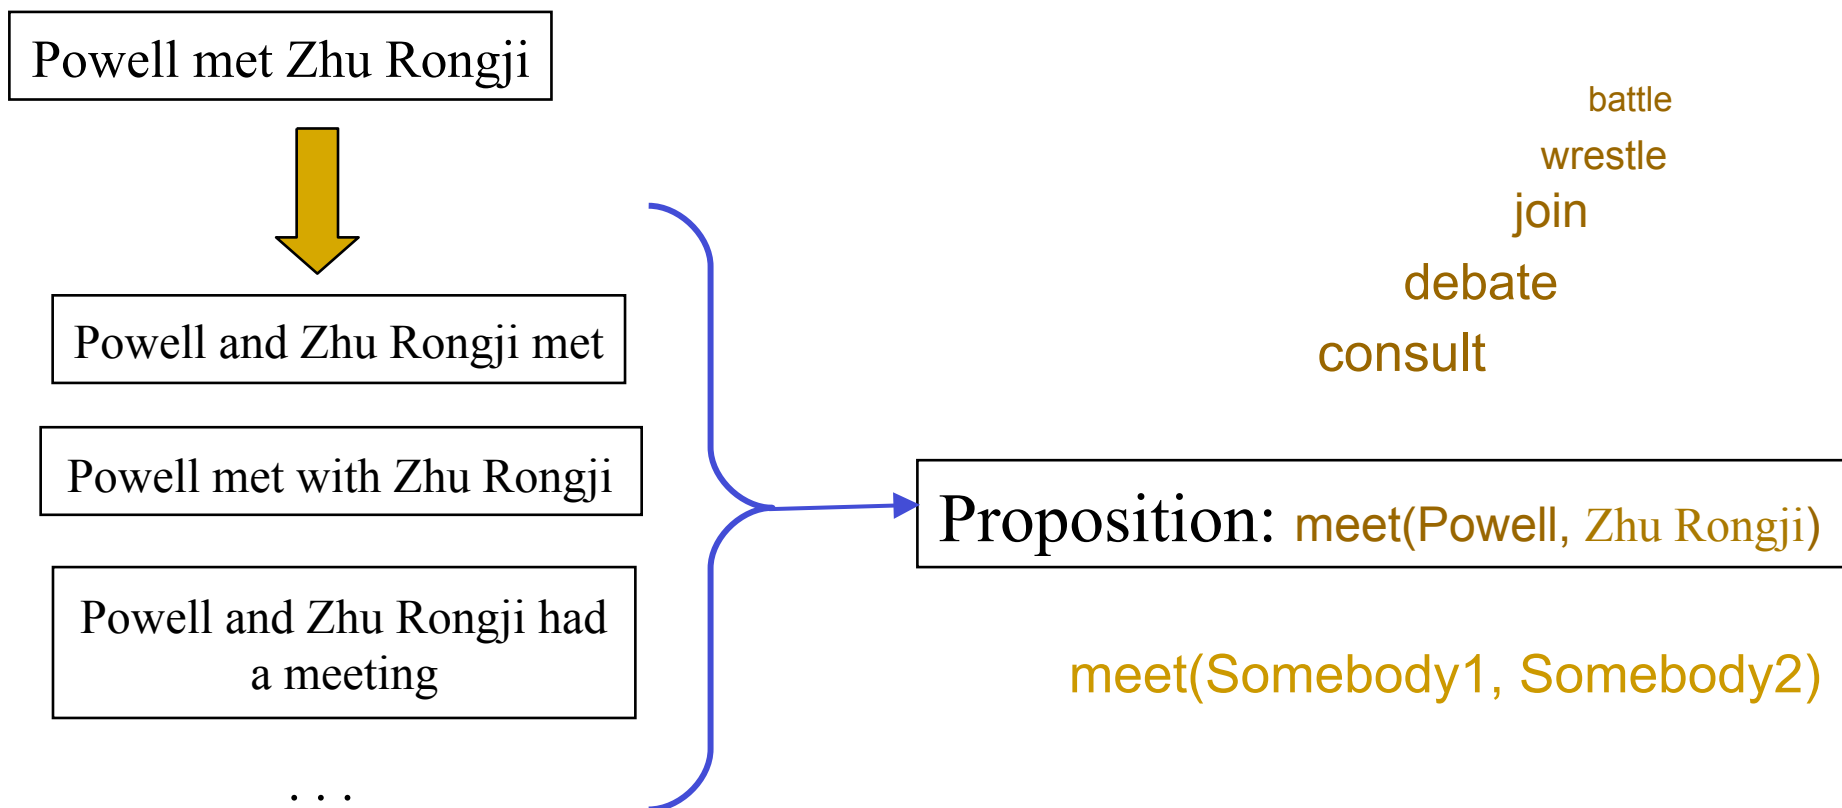 Powell met Zhu Rongji
Powell and Zhu Rongji met
Powell met with Zhu Rongji
Powell and Zhu Rongji had
a meeting
. . .
battle
wrestle
join
debate
consult
Proposition: meet(Powell, Zhu Rongji)
meet(Somebody1, Somebody2)